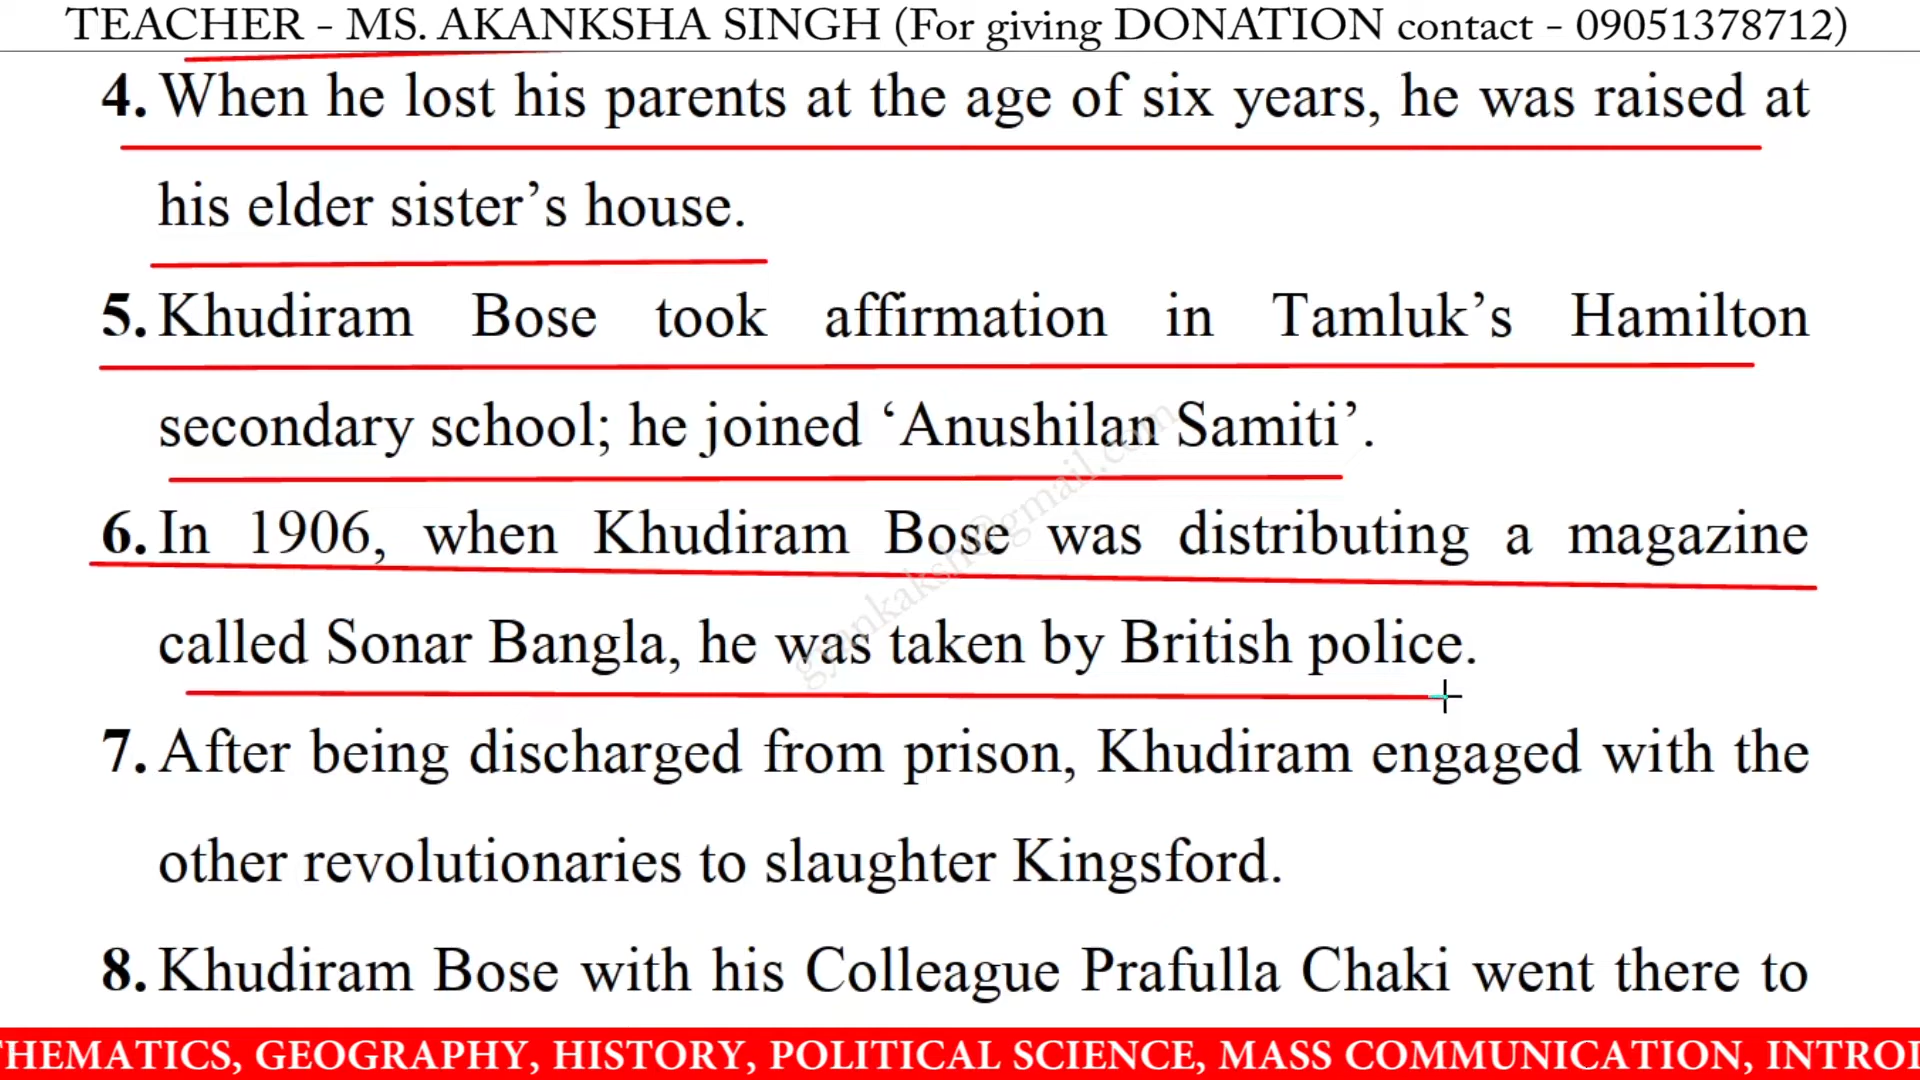 TEACHER - MS. AKANKSHA SINGH (For giving DONATION contact - 09051378712)
4. When he lost his parents at the age of six years, he was raised at
his elder sister’s house.
5. Khudiram Bose took affirmation in Tamluk’s Hamilton
secondary school; he joined ‘Anushilan Samiti’.
6. In 1906, when Khudiram Bose was distributing a magazine
called Sonar Bangla, he was taken by British police.
7. After being discharged from prison, Khudiram engaged with the
other revolutionaries to slaughter Kingsford.
8. Khudiram Bose with his Colleague Prafulla Chaki went there to
THEMATICS, GEOGRAPHY, HISTORY, POLITICAL SCIENCE, MASS COMMUNICATION, INTROD